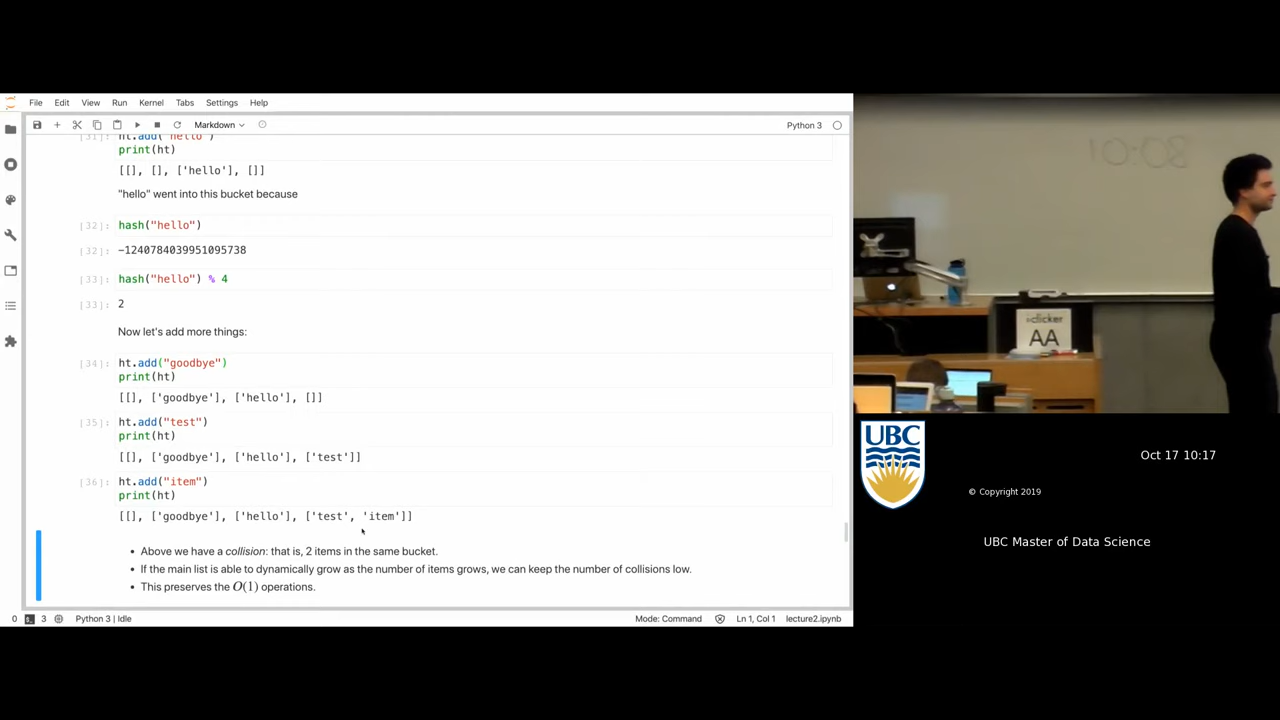 File Edit View Run Kernel Tabs Settings Help
Markdown
Python 3
[31]: ht.add("hello")
print(ht)
[[], [], ['hello'], []]
"hello" went into this bucket because
[32]: hash("hello")
[32]: -1240784039951095738
[33]: hash("hello") % 4
[33]: 2
Now let's add more things:
[34]: ht.add("goodbye")
print(ht)
[[], ['goodbye'], ['hello'], []]
[35]: ht.add("test")
print(ht)
[[], ['goodbye'], ['hello'], ['test']]
[36]: ht.add("item")
print(ht)
[[], ['goodbye'], ['hello'], ['test', 'item']]
• Above we have a collision: that is, 2 items in the same bucket.
• If the main list is able to dynamically grow as the number of items grows, we can keep the number of collisions low.
• This preserves the O(1) operations.
0 3 Python 3 | Idle Mode: Command Ln 1, Col 1 lecture2.ipynb
10:08
iclicker
AA
UBC
Oct 17 10:17
© Copyright 2019
UBC Master of Data Science